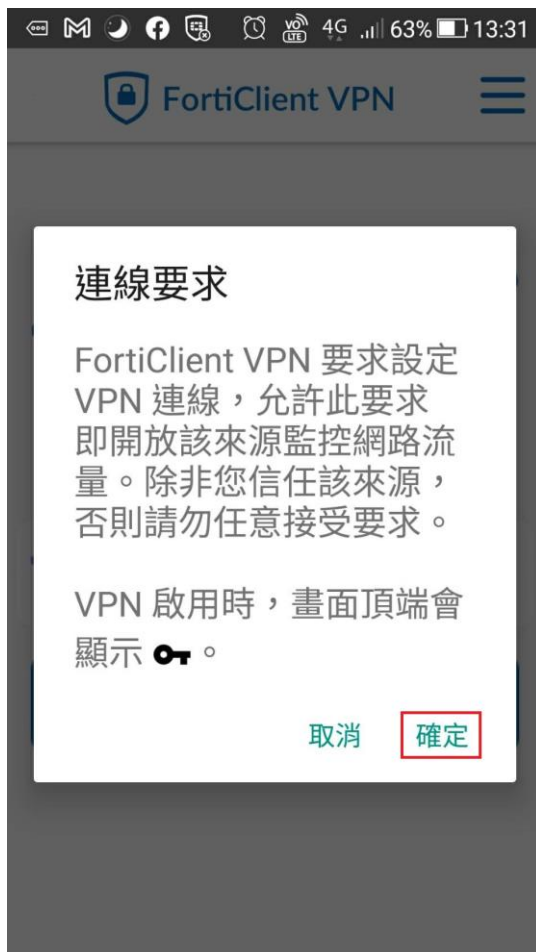 4G 63% 13:31
FortiClient VPN
連線要求
FortiClient VPN 要求設定
VPN 連線，允許此要求
即開放該來源監控網路流
量。除非您信任該來源，
否則請勿任意接受要求。
VPN 啟用時，畫面頂端會
顯示 。
取消 確定